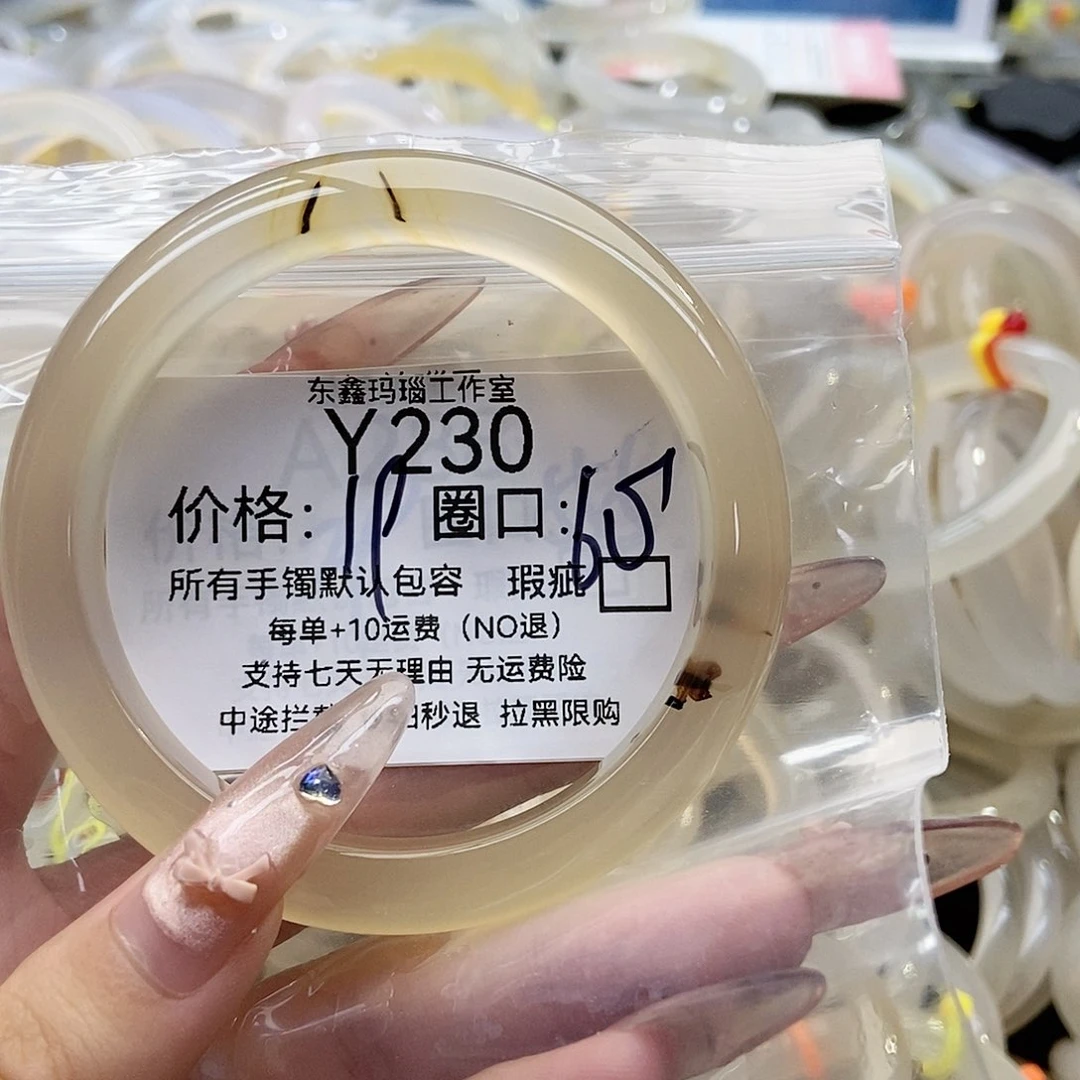 东鑫玛瑙工作室
Y230
价格: 圈口: 60.5
所有手镯默认包容 瑕疵
每单+10运费（NO退）
支持七天无理由 无运费险
中途拦 秒退 拉黑限购